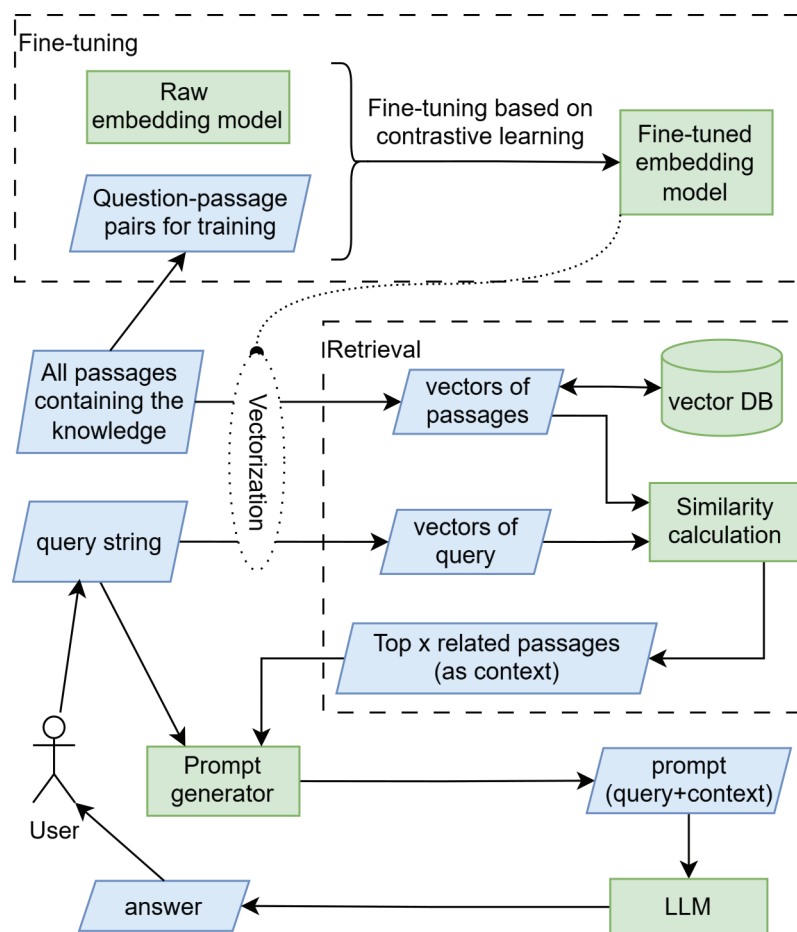 Fine-tuning
Raw
embedding model
Fine-tuning based on
contrastive learning
Fine-tuned
embedding
model
Question-passage
pairs for training
All passages
containing the
knowledge
Vectorization
Retrieval
vectors of
passages
vector DB
query string
vectors of
query
Similarity
calculation
Top x related passages
(as context)
User
Prompt
generator
prompt
(query+context)
answer
LLM